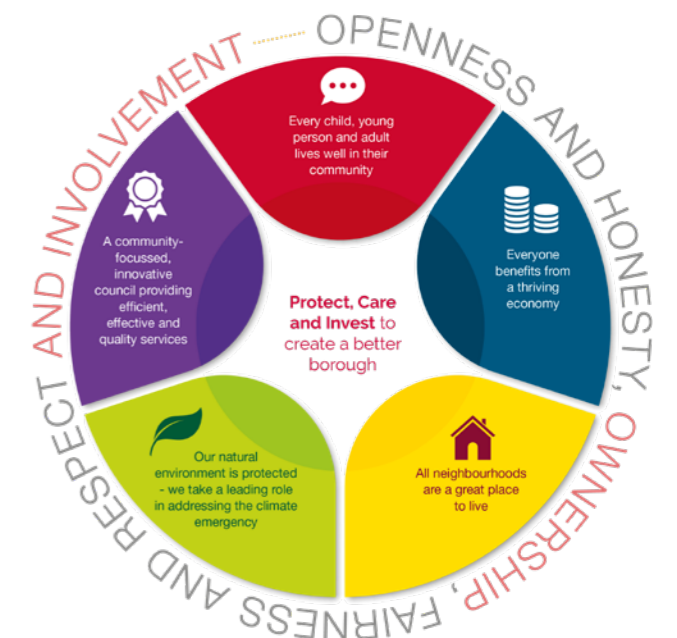 OPENNESS AND HONESTY, OWNERSHIP, FAIRNESS AND RESPECT AND INVOLVEMENT
Every child, young
person and adult
lives well in their
community
Everyone
benefits from
a thriving
economy
All neighbourhoods
are a great place
to live
Our natural
environment is protected
- we take a leading role
in addressing the climate
emergency
A community-
focussed,
innovative
council providing
efficient,
effective and
quality services
Protect, Care
and Invest to
create a better
borough